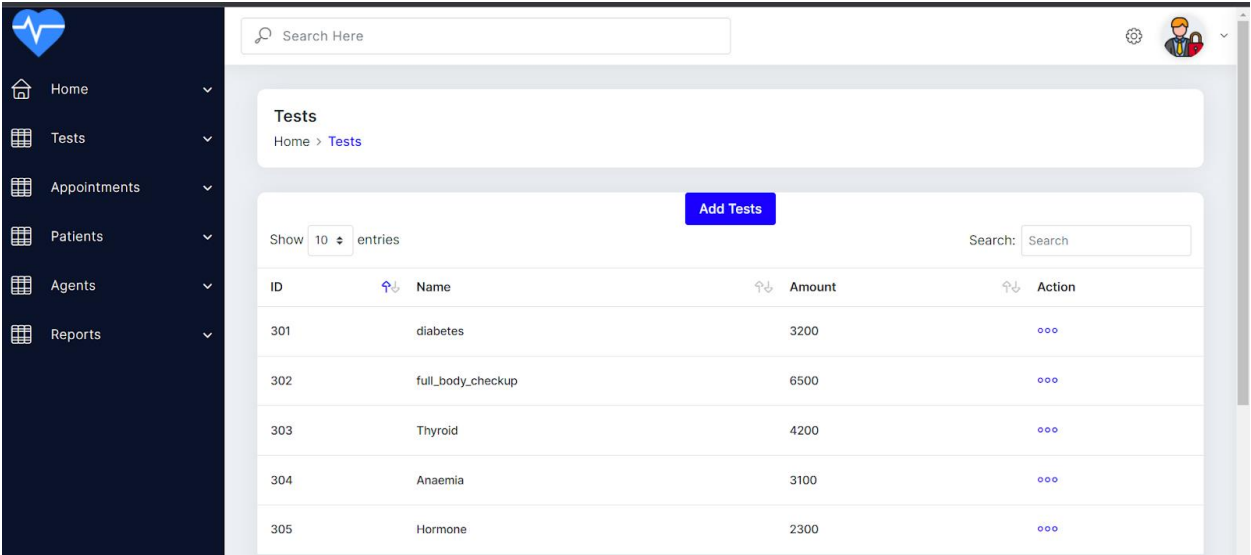 Search Here
Home
Tests
Appointments
Patients
Agents
Reports
Tests
Home > Tests
Add Tests
Show 10 entries
Search: Search
ID Name Amount Action
301 diabetes 3200
302 full_body_checkup 6500
303 Thyroid 4200
304 Anaemia 3100
305 Hormone 2300